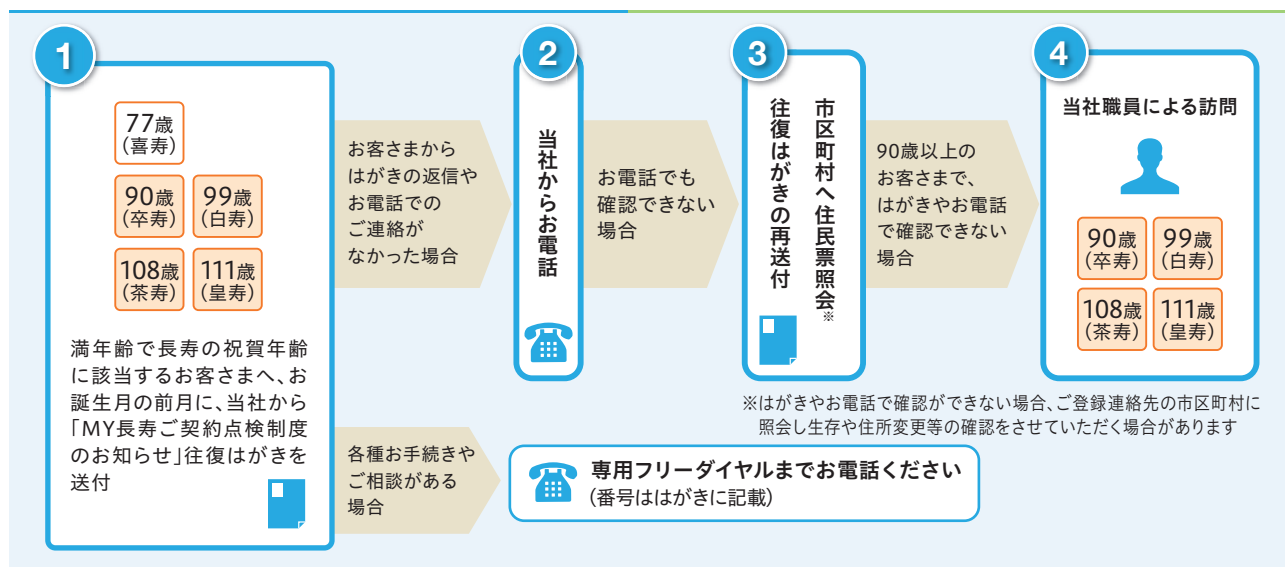 1
77歳
(喜寿)
90歳
(卒寿)
99歳
(白寿)
108歳
(茶寿)
111歳
(皇寿)
満年齢で長寿の祝賀年齢
に該当するお客さまへ、お
誕生月の前月に、当社から
「MY長寿ご契約点検制度
のお知らせ」往復はがきを
送付
お客さまから
はがきの返信や
お電話での
ご連絡が
なかった場合
2
当社からお電話
お電話でも
確認できない
場合
3
市区町村へ住民票照会※
往復はがきの再送付
90歳以上の
お客さまで、
はがきやお電話
で確認できない
場合
4
当社職員による訪問
90歳
(卒寿)
99歳
(白寿)
108歳
(茶寿)
111歳
(皇寿)
※はがきやお電話で確認ができない場合、ご登録連絡先の市区町村に
照会し生存や住所変更等の確認をさせていただく場合があります
各種お手続きや
ご相談がある
場合
専用フリーダイヤルまでお電話ください
(番号ははがきに記載)